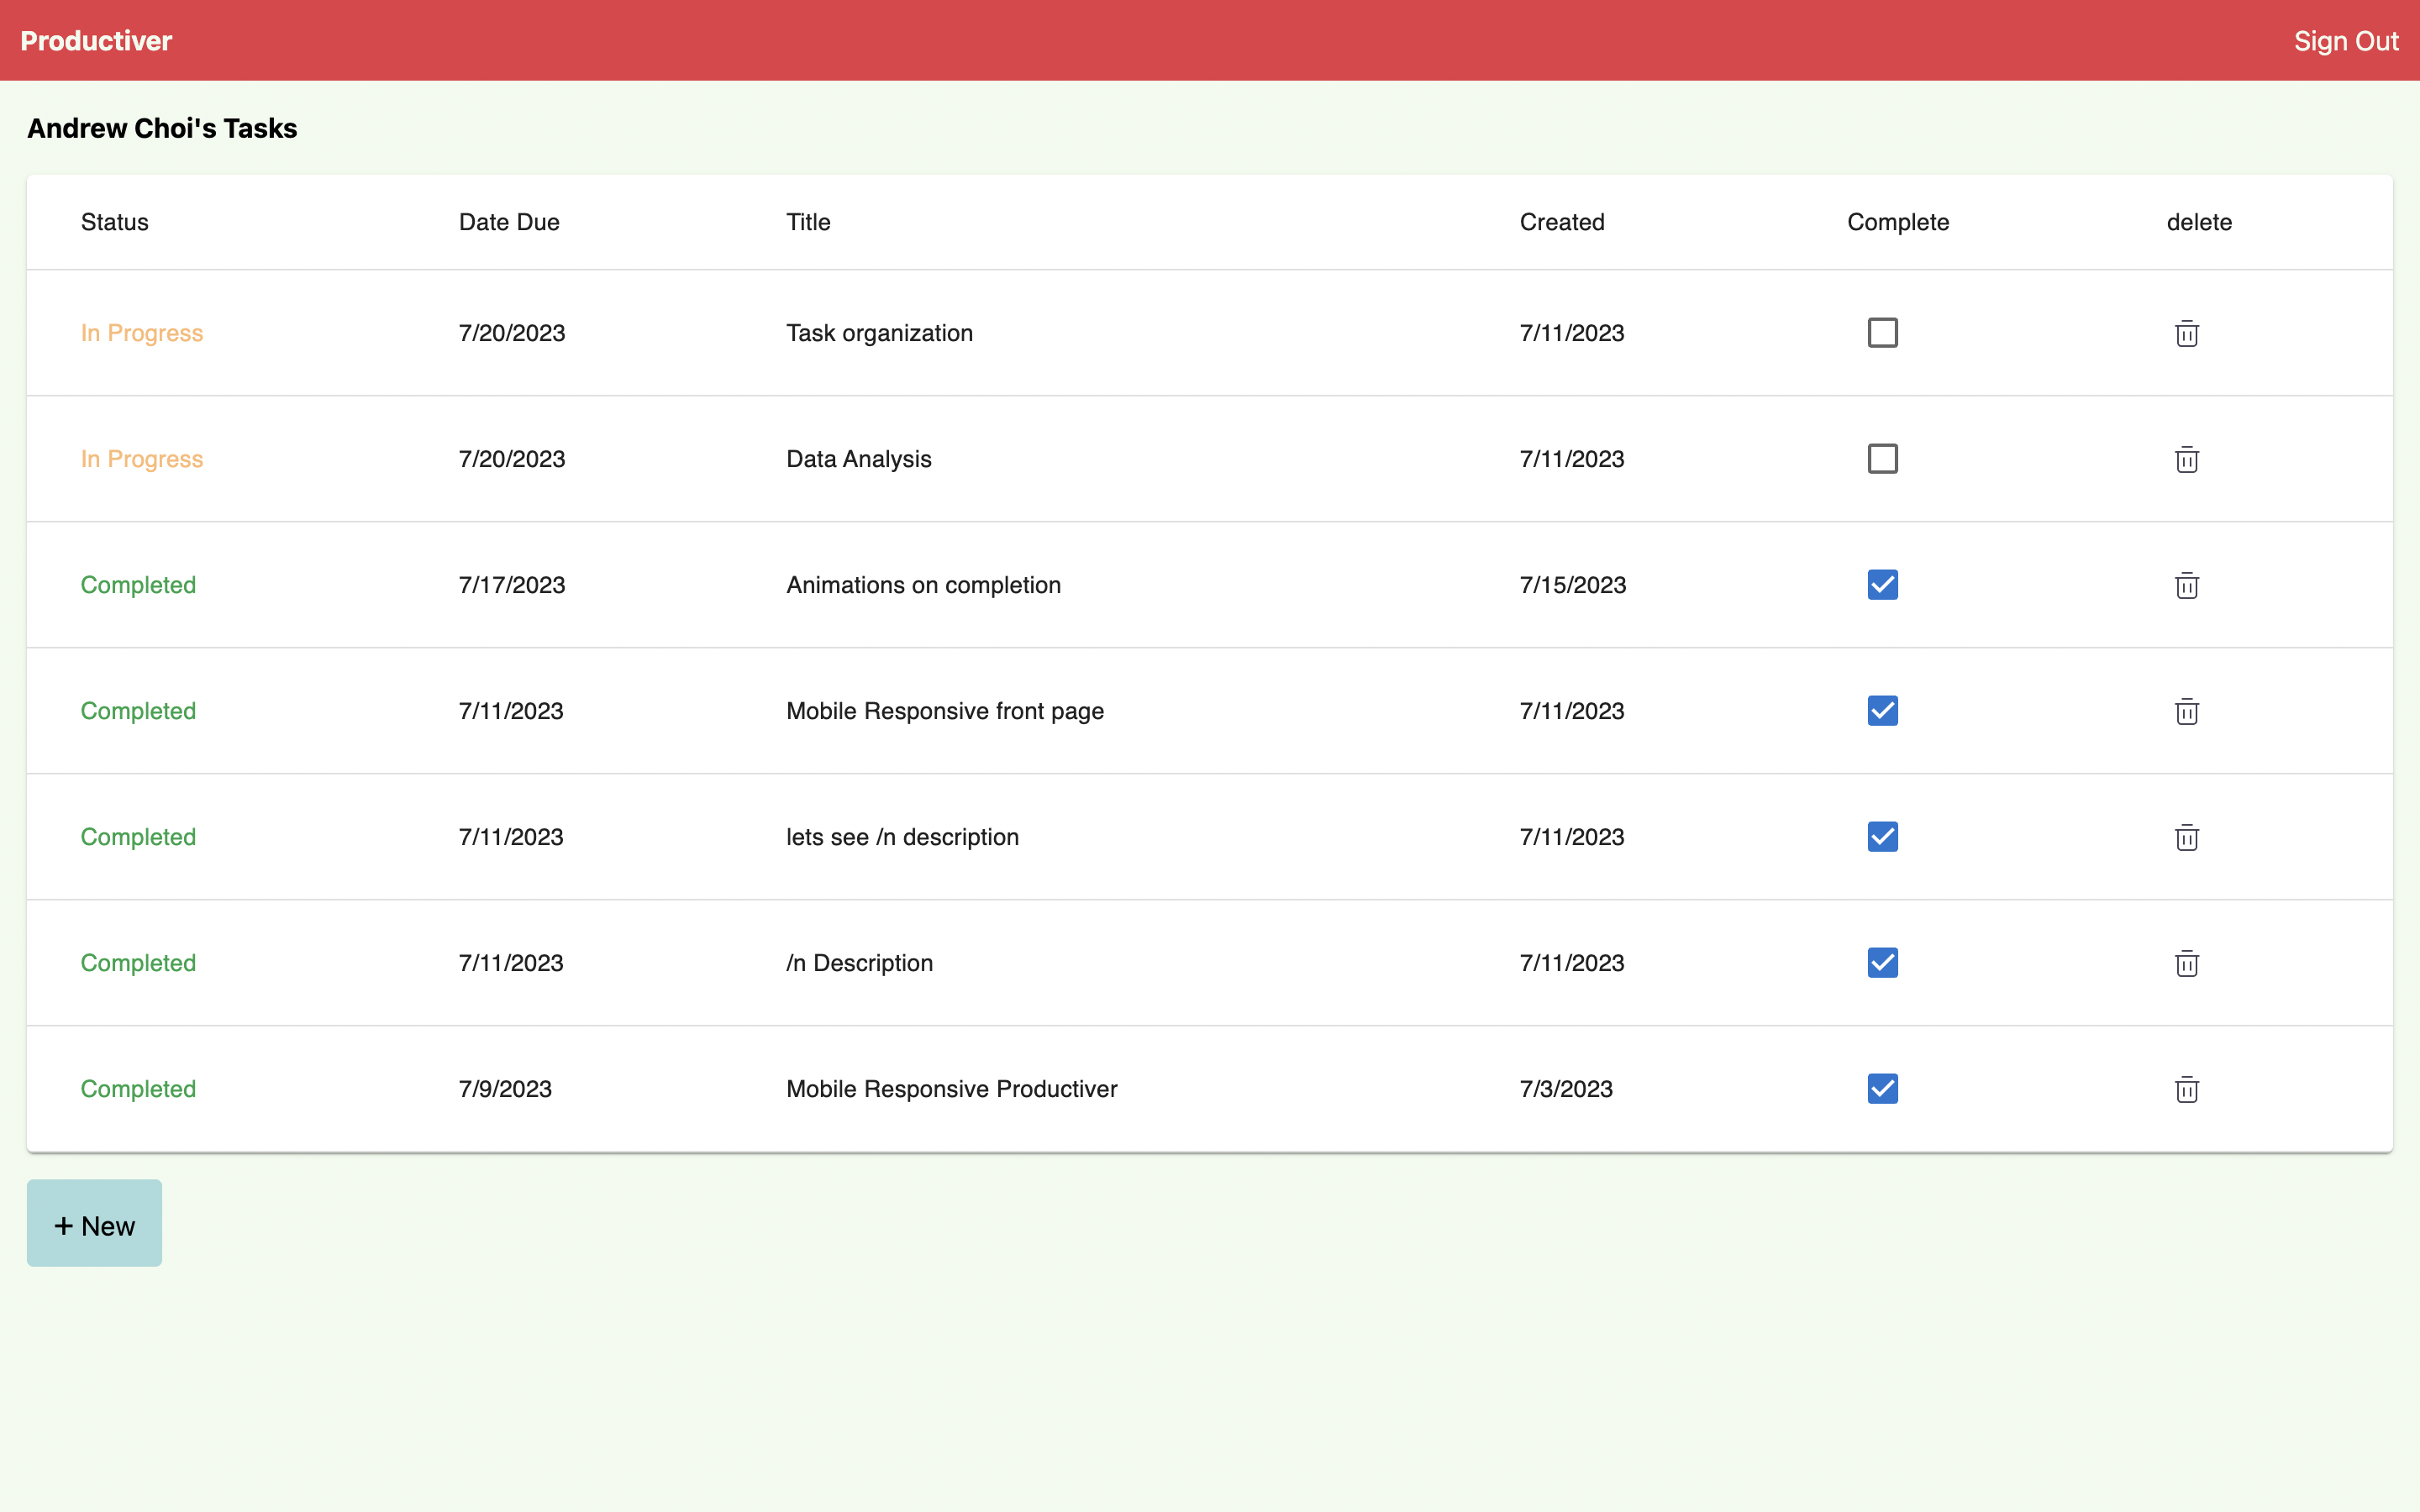 Productiver Sign Out
Andrew Choi's Tasks
Status Date Due Title Created Complete delete
In Progress 7/20/2023 Task organization 7/11/2023
In Progress 7/20/2023 Data Analysis 7/11/2023
Completed 7/17/2023 Animations on completion 7/15/2023
Completed 7/11/2023 Mobile Responsive front page 7/11/2023
Completed 7/11/2023 lets see /n description 7/11/2023
Completed 7/11/2023 /n Description 7/11/2023
Completed 7/9/2023 Mobile Responsive Productiver 7/3/2023
+ New